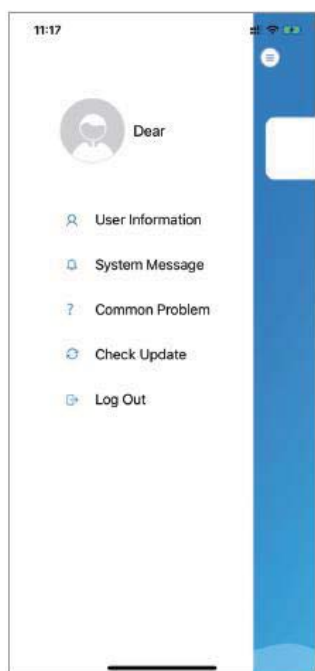 11:17
Dear
User Information
System Message
? Common Problem
Check Update
Log Out